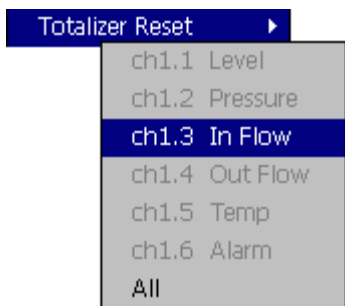 Totalizer Reset
ch1.1 Level
ch1.2 Pressure
ch1.3 In Flow
ch1.4 Out Flow
ch1.5 Temp
ch1.6 Alarm
All